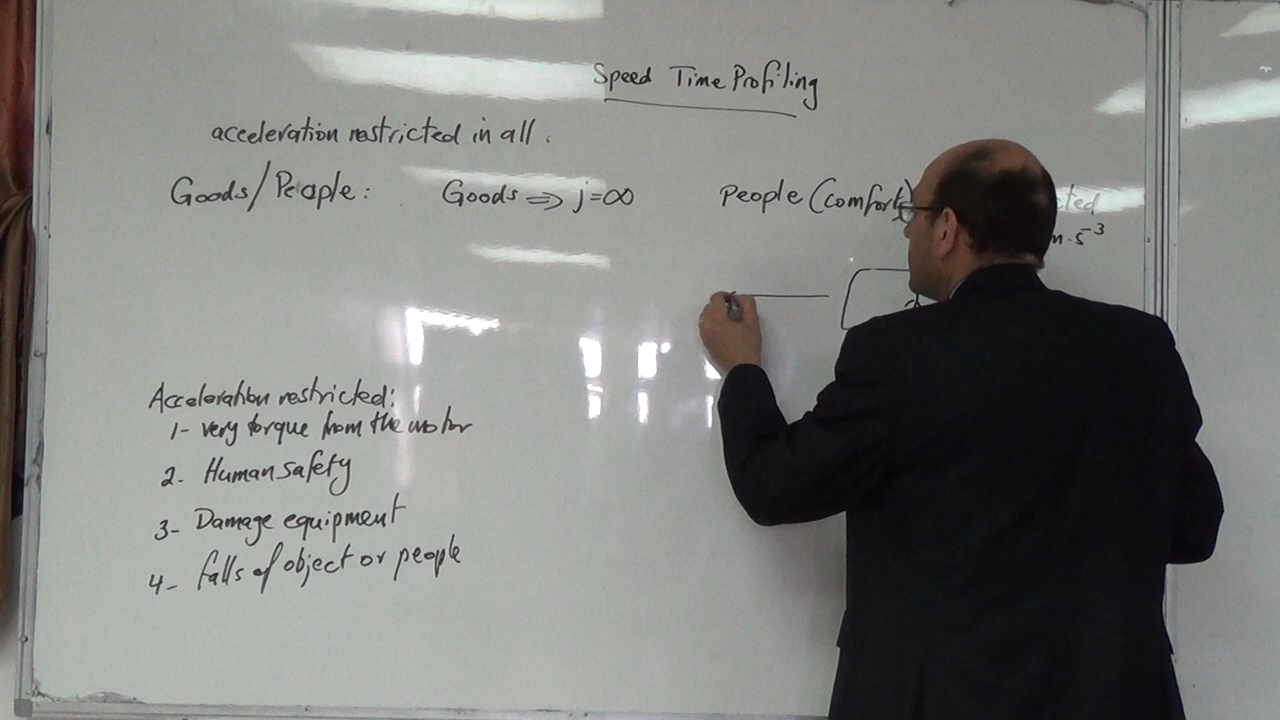 Speed Time Profiling
acceleration restricted in all.
Goods/People: Goods ⇒ j=∞ People (comfort)
m·s⁻³
Acceleration restricted:
1- very torque from the motor
2- Human safety
3- Damage equipment
4- falls of object or people